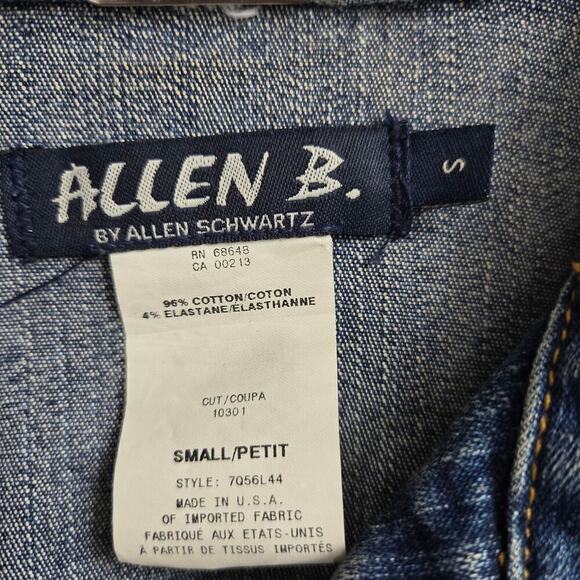 ALLEN B.
BY ALLEN SCHWARTZ
S
RN 68648
CA 00213
96% COTTON/COTON
4% ELASTANE/ELASTHANNE
CUT/COUPA
10301
SMALL/PETIT
STYLE: 7Q56L44
MADE IN U.S.A.
OF IMPORTED FABRIC
FABRIQUÉ AUX ETATS-UNIS
À PARTIR DE TISSUS IMPORTÉS